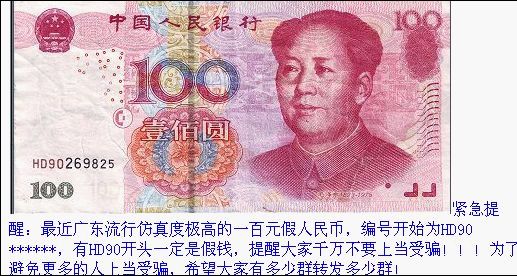 中国人民银行
100
100
壹佰圆
HD90269825
100
紧急提
醒：最近广东流行仿真度极高的一百元假人民币，编号开始为HD90
******，有HD90开头一定是假钱，提醒大家千万不要上当受骗！！！为了
避免更多的人上当受骗，希望大家有多少群转发多少群！